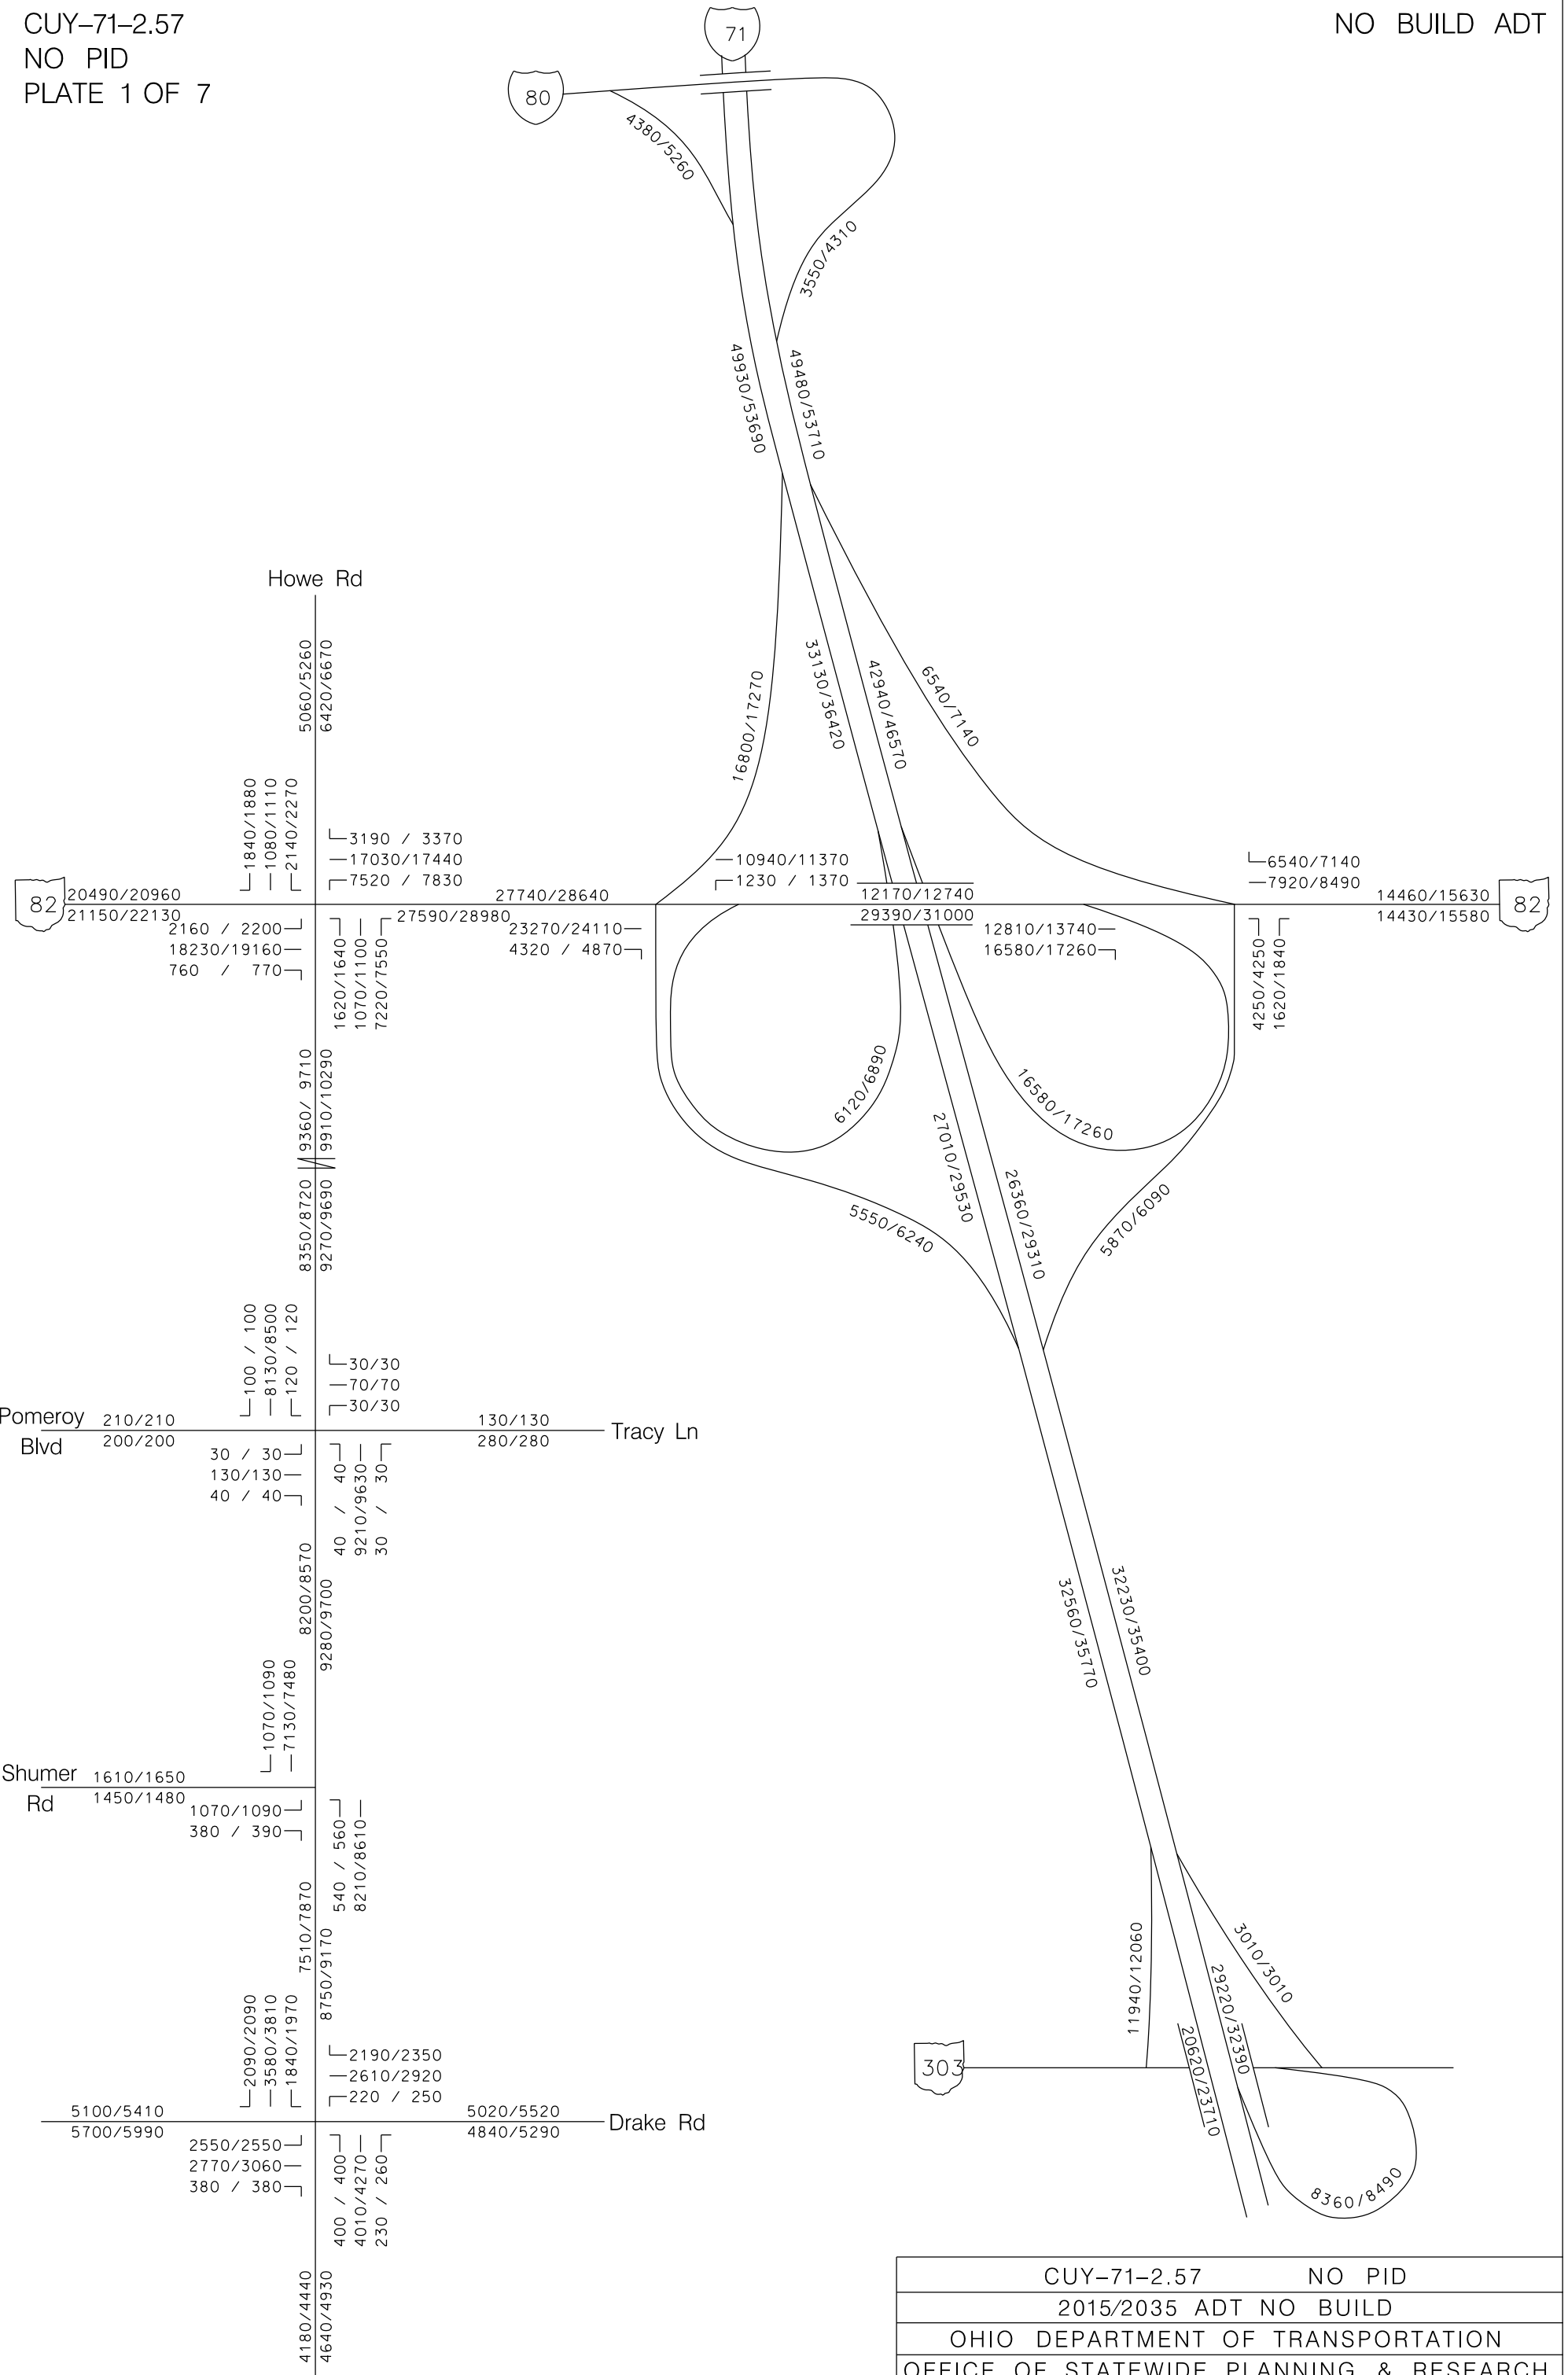 CUY-71-2.57
NO PID
PLATE 1 OF 7
NO BUILD ADT
71
80
4380/5260
3550/4310
49930/53690
49480/53710
Howe Rd
5060/5260
6420/6670
16800/17270
33130/36420
42940/46570
6540/7140
1840/1880
1080/1110
2140/2270
3190 / 3370
17030/17440
7520 / 7830
10940/11370
1230 / 1370
6540/7140
7920/8490
82
20490/20960
21150/22130
27740/28640
27590/28980
12170/12740
29390/31000
14460/15630
14430/15580
82
2160 / 2200
18230/19160
760 / 770
1620/1640
1070/1100
7220/7550
23270/24110
4320 / 4870
12810/13740
16580/17260
4250/4250
1620/1840
9360/ 9710
9910/10290
6120/6890
16580/17260
27010/29530
26360/29310
5550/6240
5870/6090
8350/8720
9270/9690
100 / 100
8130/8500
120 / 120
30/30
70/70
30/30
Pomeroy
Blvd
210/210
200/200
130/130
280/280
Tracy Ln
30 / 30
130/130
40 / 40
40 / 40
9210/9630
30 / 30
8200/8570
9280/9700
32560/35770
32230/35400
1070/1090
7130/7480
Shumer
Rd
1610/1650
1450/1480
1070/1090
380 / 390
540 / 560
8210/8610
7510/7870
8750/9170
11940/12060
3010/3010
29220/32390
20620/23710
303
8360/8490
2090/2090
3580/3810
1840/1970
2190/2350
2610/2920
220 / 250
5100/5410
5700/5990
5020/5520
4840/5290
Drake Rd
2550/2550
2770/3060
380 / 380
400 / 400
4010/4270
230 / 260
4180/4440
4640/4930
CUY-71-2.57 NO PID
2015/2035 ADT NO BUILD
OHIO DEPARTMENT OF TRANSPORTATION
OFFICE OF STATEWIDE PLANNING & RESEARCH